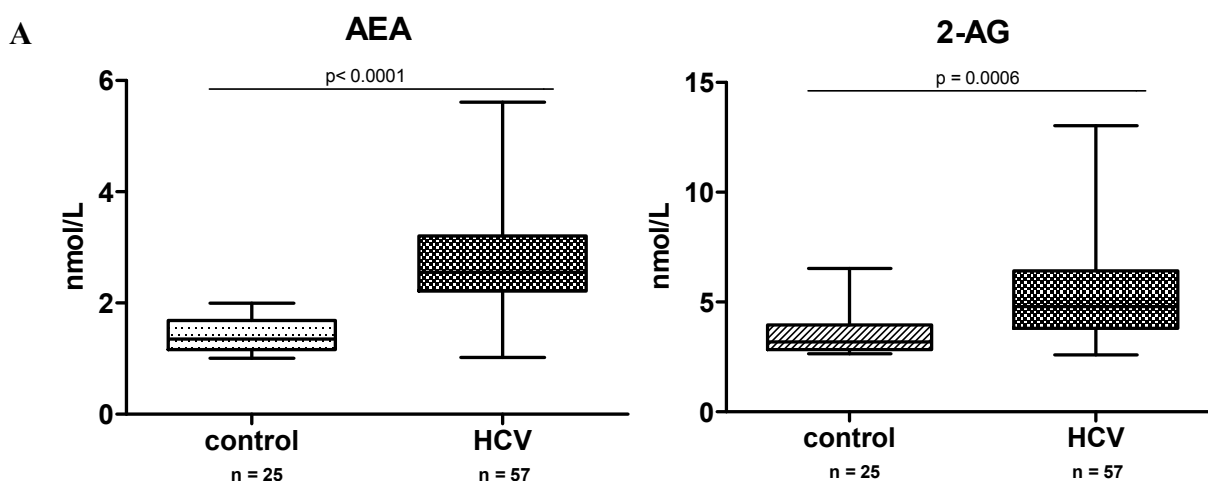 A
AEA
p< 0.0001
nmol/L
6
4
2
0
control
HCV
n = 25
n = 57
2-AG
p = 0.0006
nmol/L
15
10
5
0
control
HCV
n = 25
n = 57